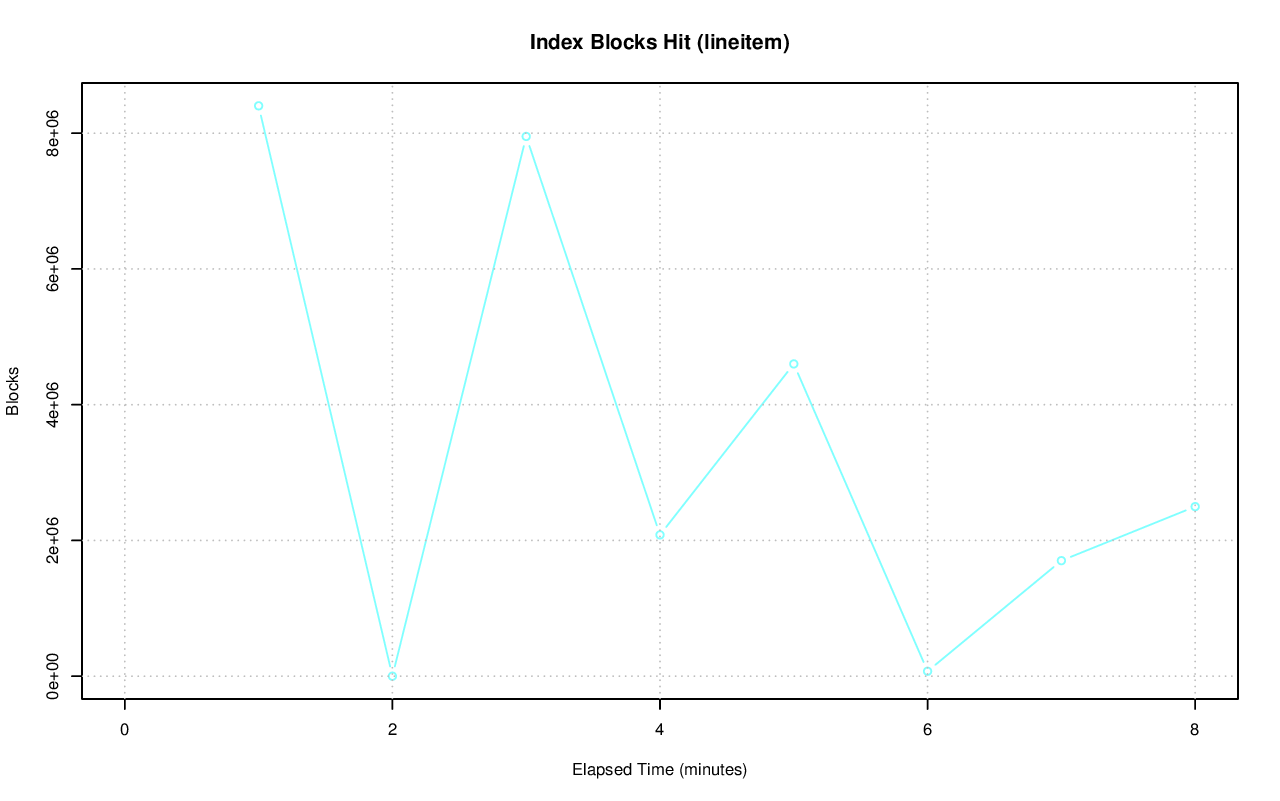 Index Blocks Hit (lineitem)
Blocks
8e+06
6e+06
4e+06
2e+06
0e+00
0 2 4 6 8
Elapsed Time (minutes)